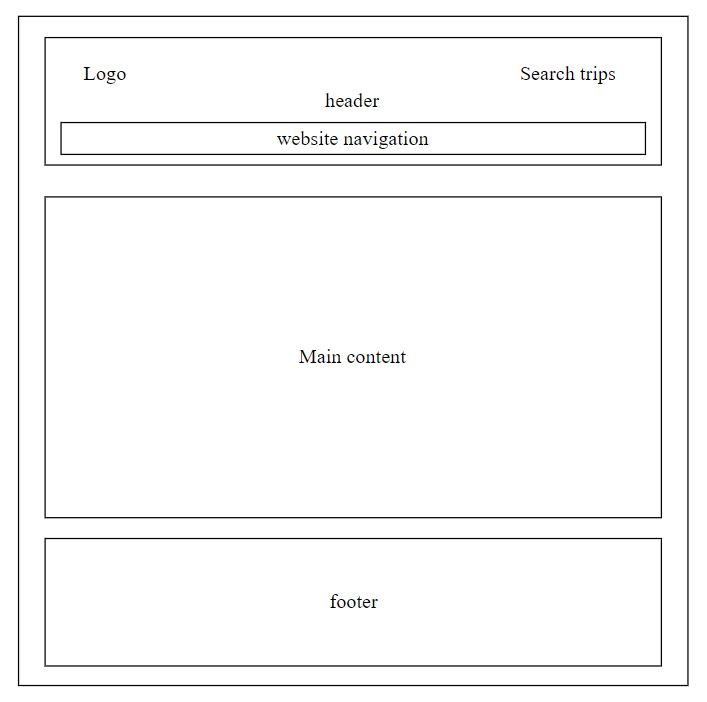 Logo
Search trips
header
website navigation
Main content
footer